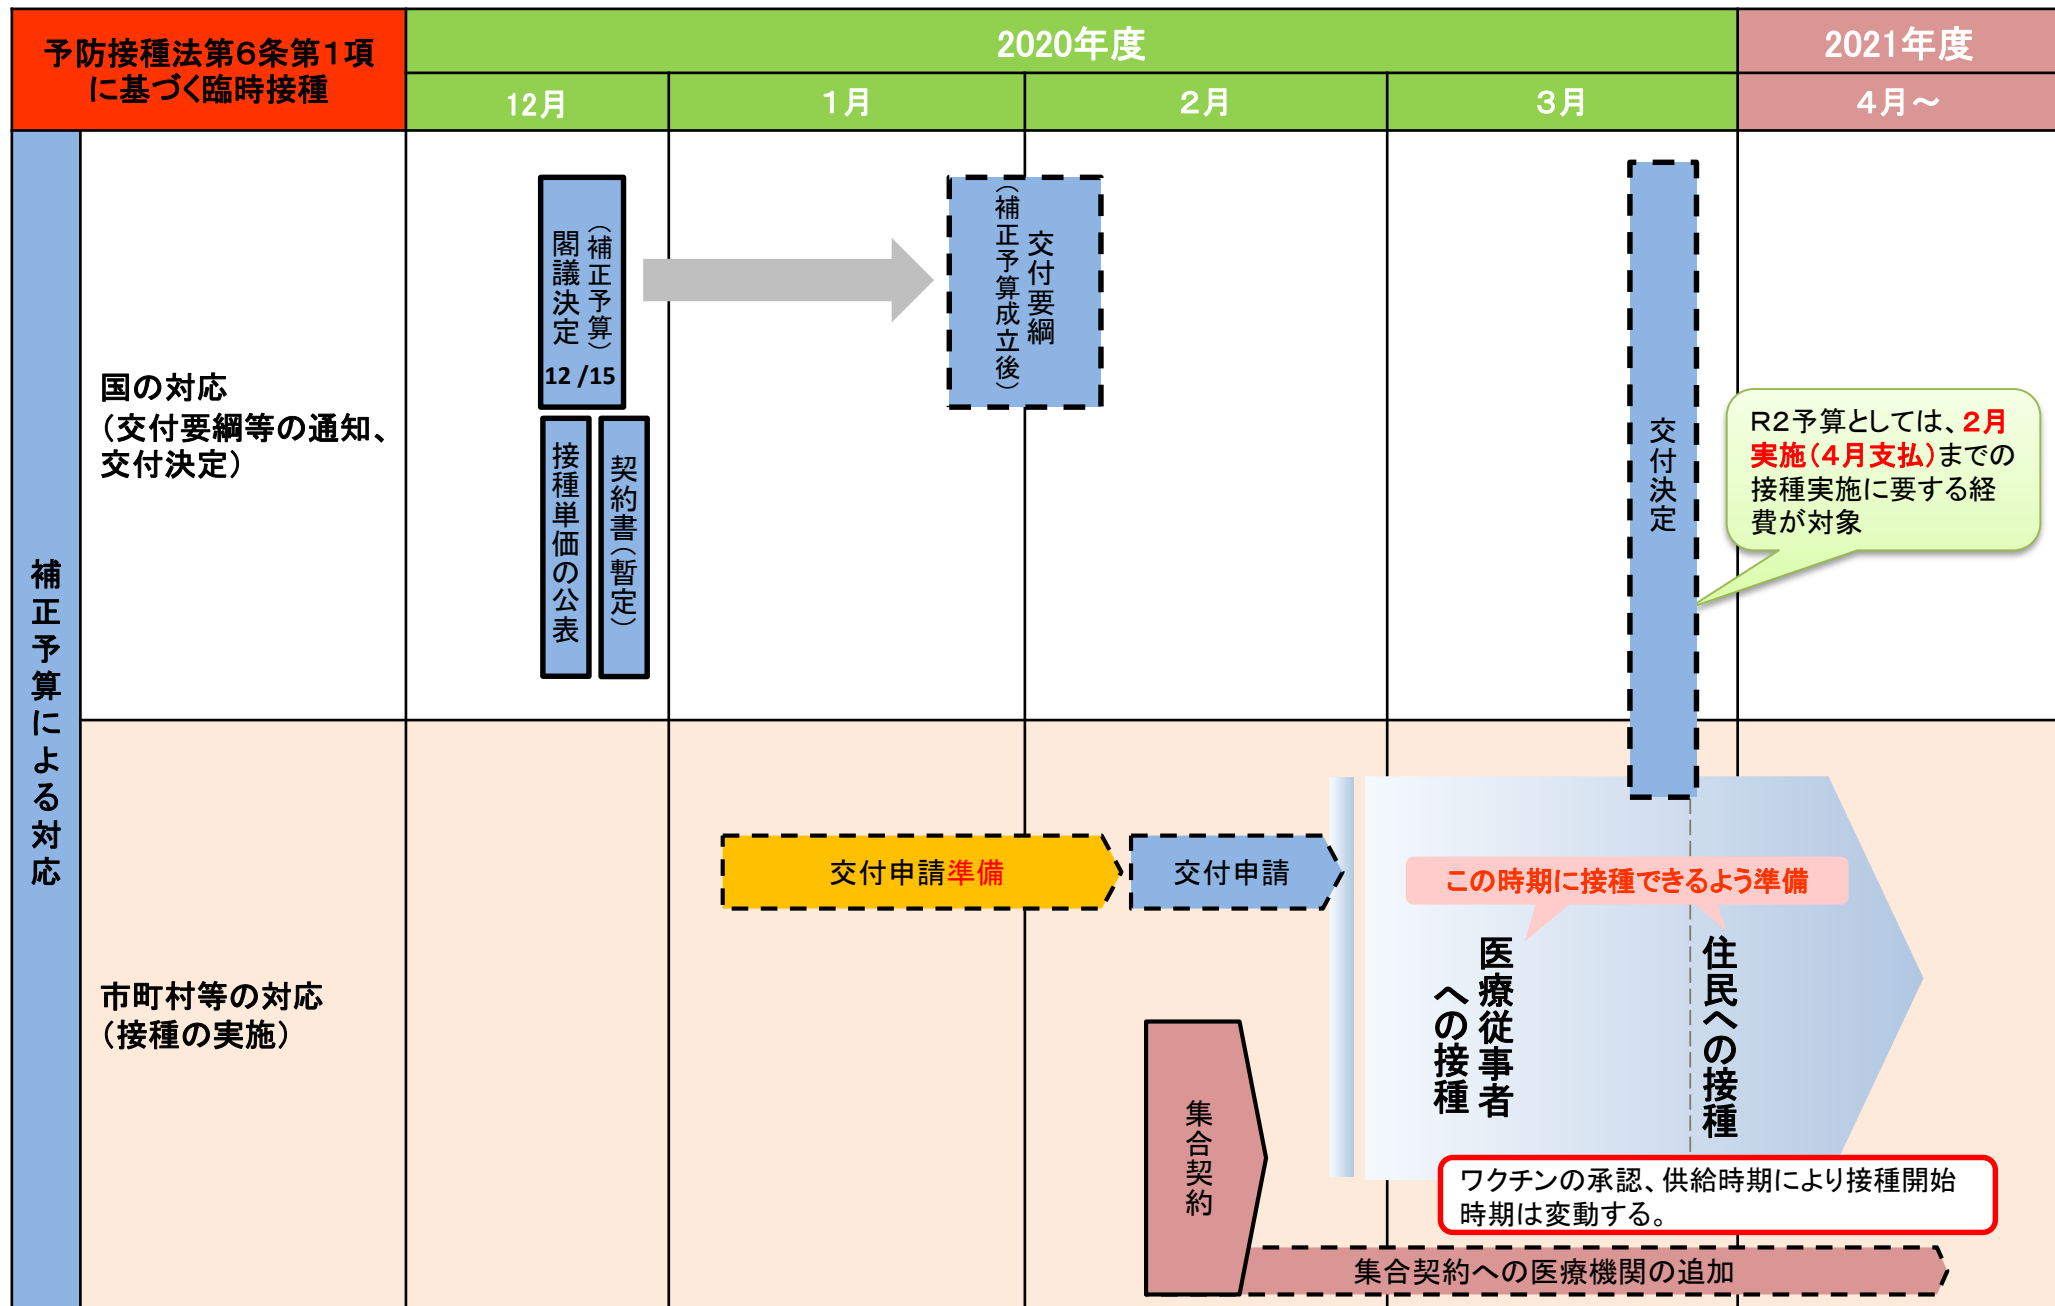 予防接種法第6条第1項
に基づく臨時接種
2020年度
2021年度
12月
1月
2月
3月
4月～
補正予算による対応
国の対応
（交付要綱等の通知、
交付決定）
閣議決定
（補正予算）
12/15
接種単価の公表
契約書（暫定）
交付要綱
（補正予算成立後）
交付決定
R2予算としては、2月
実施（4月支払）までの
接種実施に要する経
費が対象
市町村等の対応
（接種の実施）
交付申請準備
交付申請
この時期に接種できるよう準備
医療従事者
への接種
住民への接種
集合契約
ワクチンの承認、供給時期により接種開始
時期は変動する。
集合契約への医療機関の追加